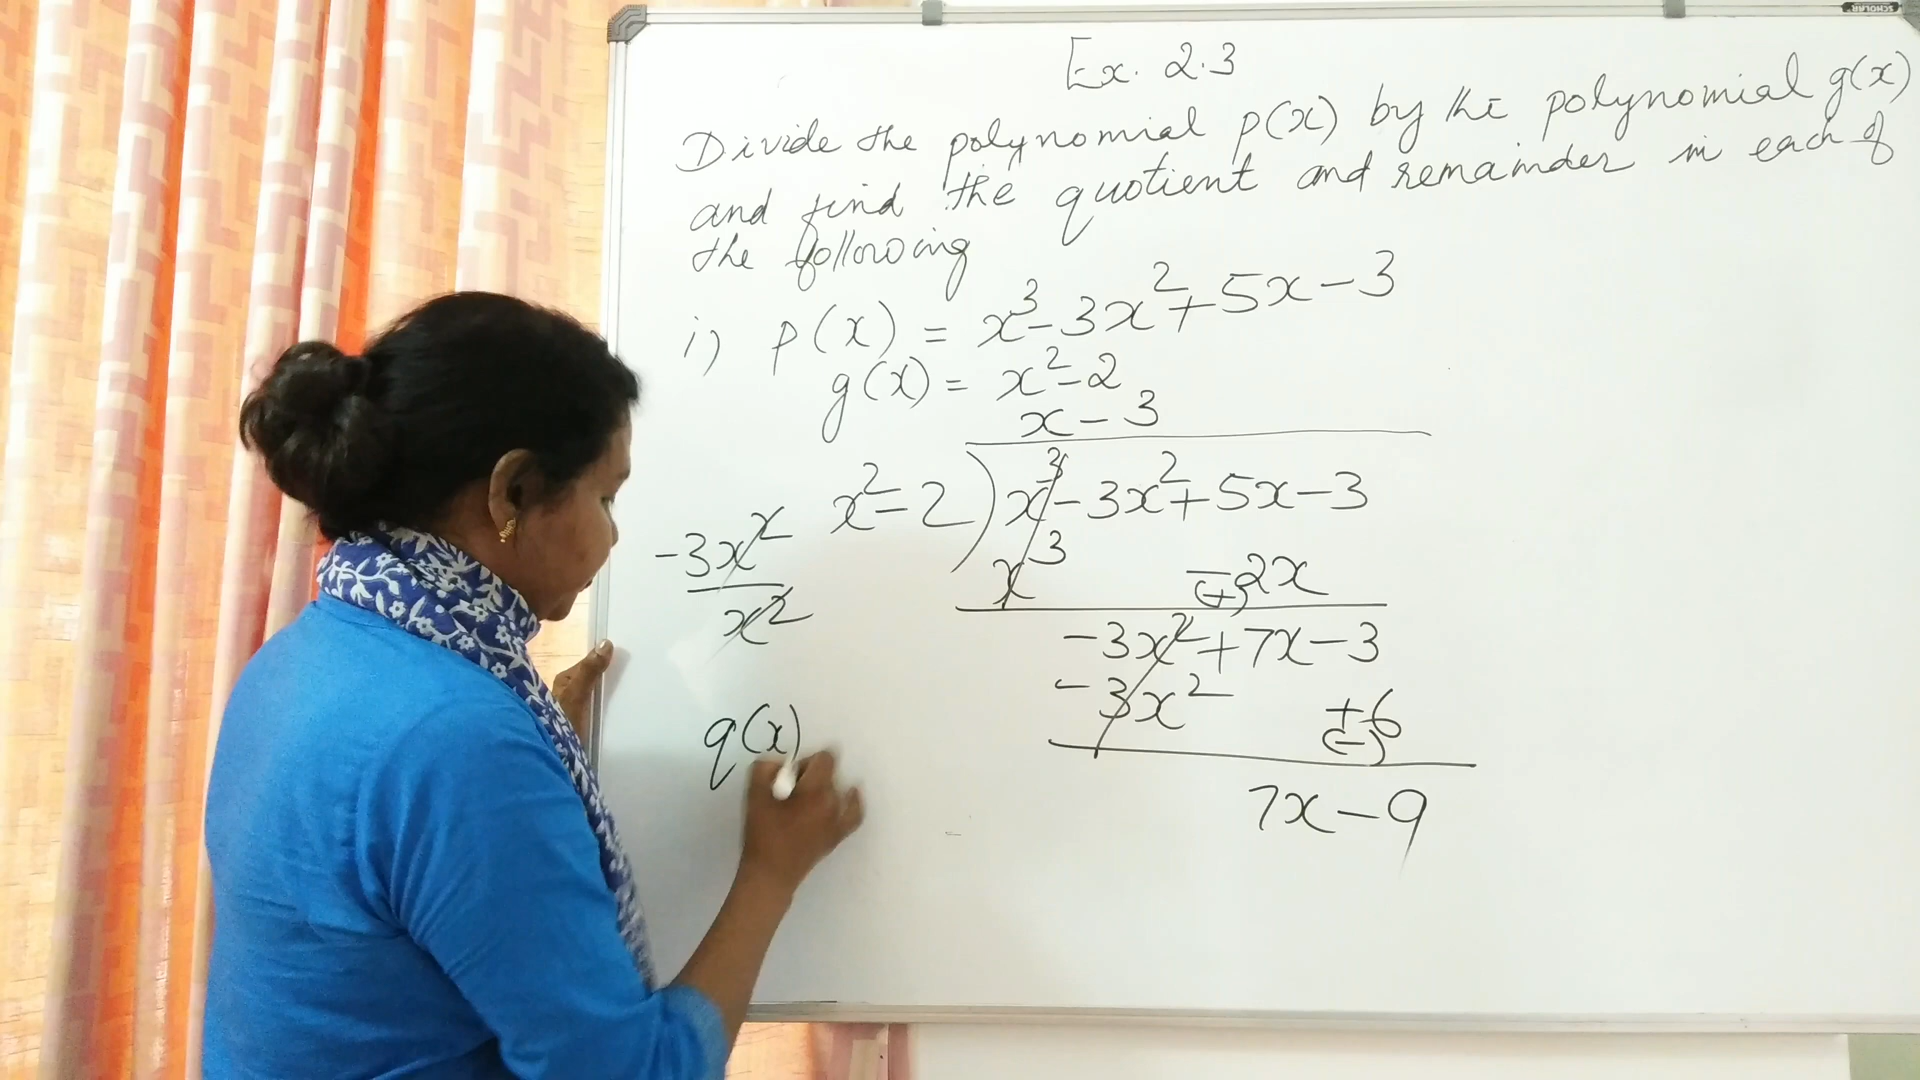 SCHOLAR
Ex. 2.3
Divide the polynomial p(x) by the polynomial g(x)
and find the quotient and remainder in each of
the following
i) p(x) = x³-3x²+5x-3
g(x) = x²-2
x-3
x²-2)x³-3x²+5x-3
x³ -2x
(+)
-3x²+7x-3
-3x² +6
(-)
7x-9
-3x²
x²
q(x)